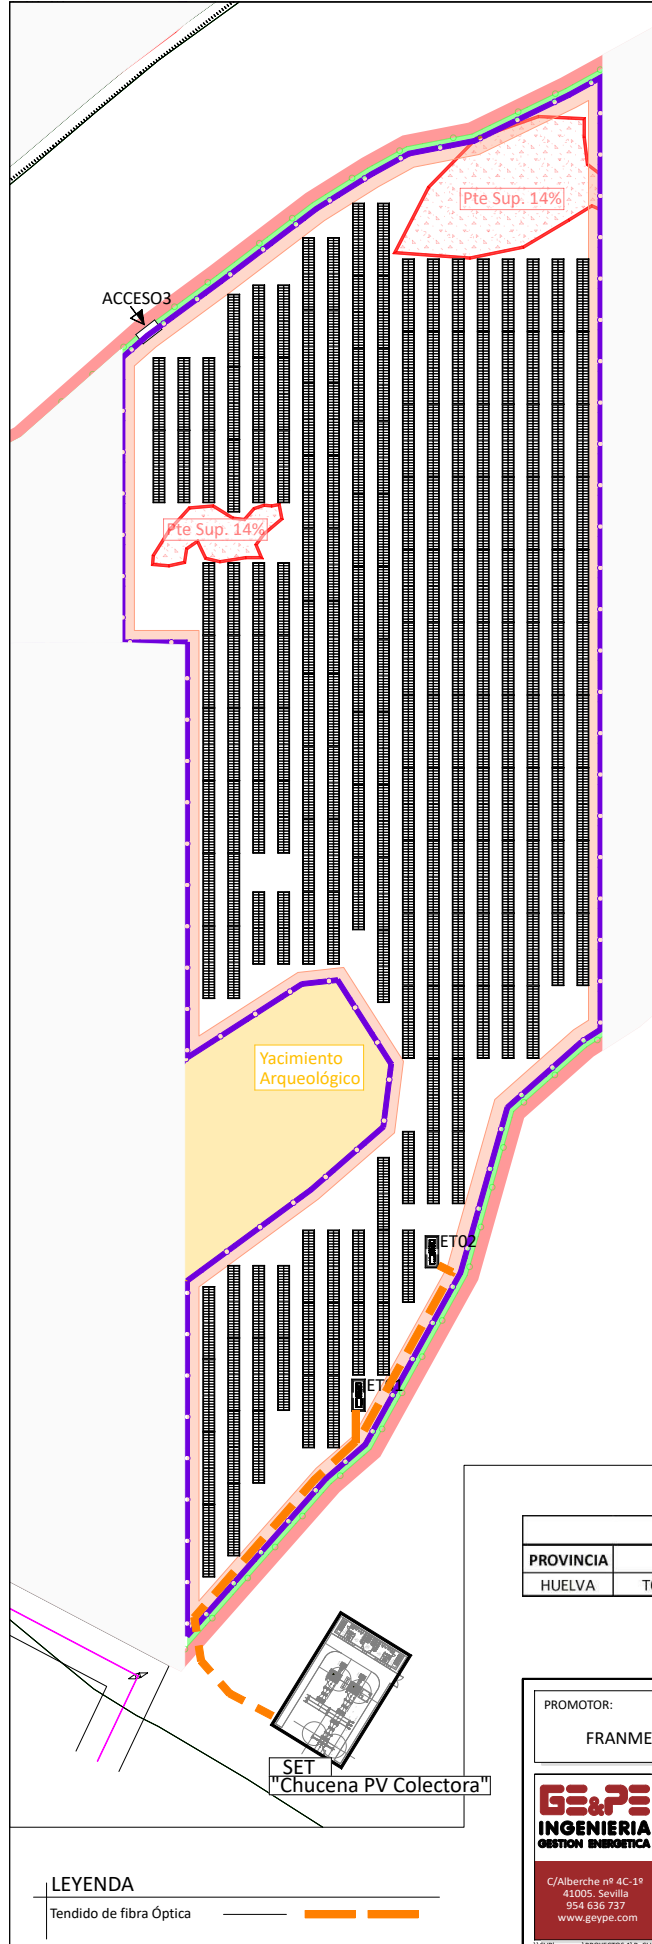 Pte Sup. 14%
ACCESO3
Pte Sup. 14%
Yacimiento
Arqueológico
ET02
ET01
PROVINCIA
HUELVA
PROMOTOR:
FRANME
SET
"Chucena PV Colectora"
GE&PE
INGENIERIA
GESTION ENERGETICA
C/Alberche nº 4C-1º
41005. Sevilla
954 636 737
www.geype.com
LEYENDA
Tendido de fibra Óptica